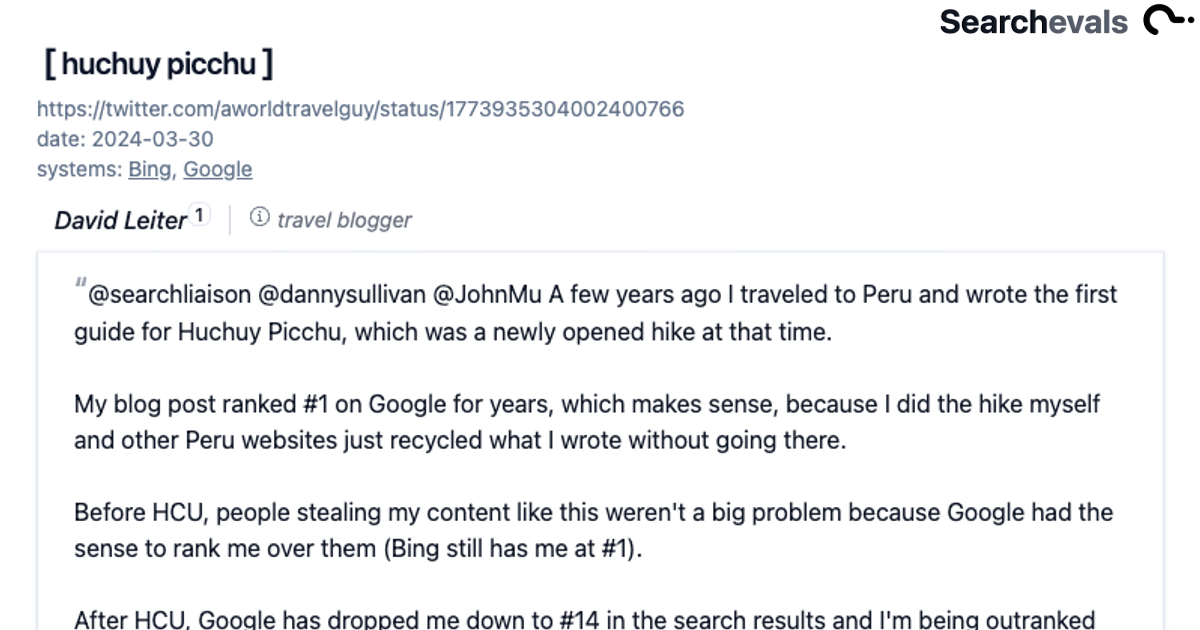 Searchevals
[ huchuy picchu ]
https://twitter.com/aworldtravelguy/status/1773935304002400766
date: 2024-03-30
systems: Bing, Google
David Leiter 1 travel blogger
"@searchliaison @dannysullivan @JohnMu A few years ago I traveled to Peru and wrote the first
guide for Huchuy Picchu, which was a newly opened hike at that time.
My blog post ranked #1 on Google for years, which makes sense, because I did the hike myself
and other Peru websites just recycled what I wrote without going there.
Before HCU, people stealing my content like this weren't a big problem because Google had the
sense to rank me over them (Bing still has me at #1).
After HCU, Google has dropped me down to #14 in the search results and I'm being outranked